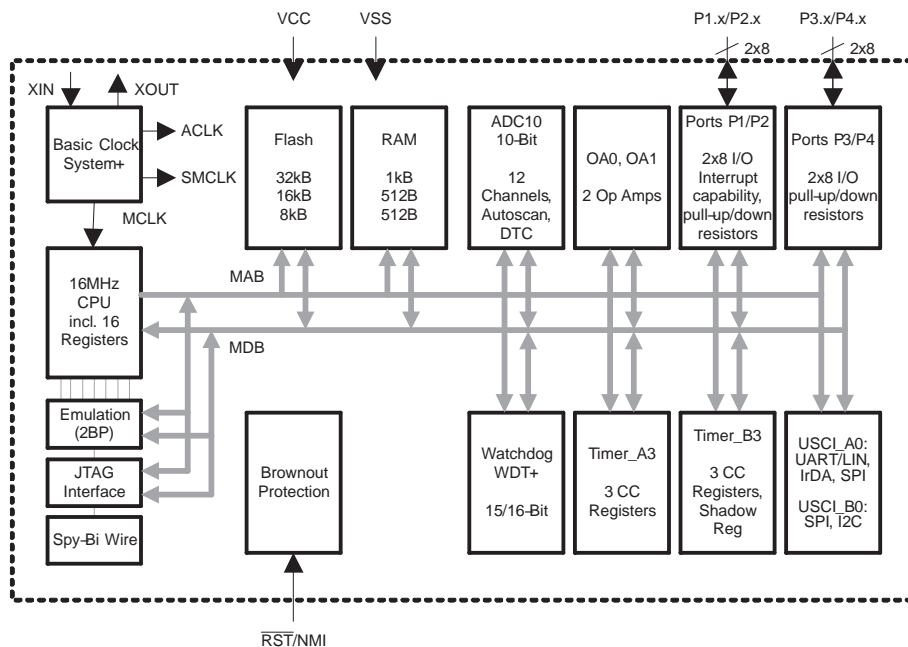 VCC
VSS
P1.x/P2.x
P3.x/P4.x
2x8
2x8
XIN
XOUT
Basic Clock
System+
ACLK
SMCLK
MCLK
Flash
32kB
16kB
8kB
RAM
1kB
512B
512B
ADC10
10-Bit
12
Channels,
Autoscan,
DTC
OA0, OA1
2 Op Amps
Ports P1/P2
2x8 I/O
Interrupt
capability,
pull-up/down
resistors
Ports P3/P4
2x8 I/O
pull-up/down
resistors
16MHz
CPU
incl. 16
Registers
MAB
MDB
Emulation
(2BP)
JTAG
Interface
Spy-Bi Wire
Brownout
Protection
Watchdog
WDT+
15/16-Bit
Timer_A3
3 CC
Registers
Timer_B3
3 CC
Registers,
Shadow
Reg
USCI_A0:
UART/LIN,
IrDA, SPI
USCI_B0:
SPI, I2C
RST/NMI